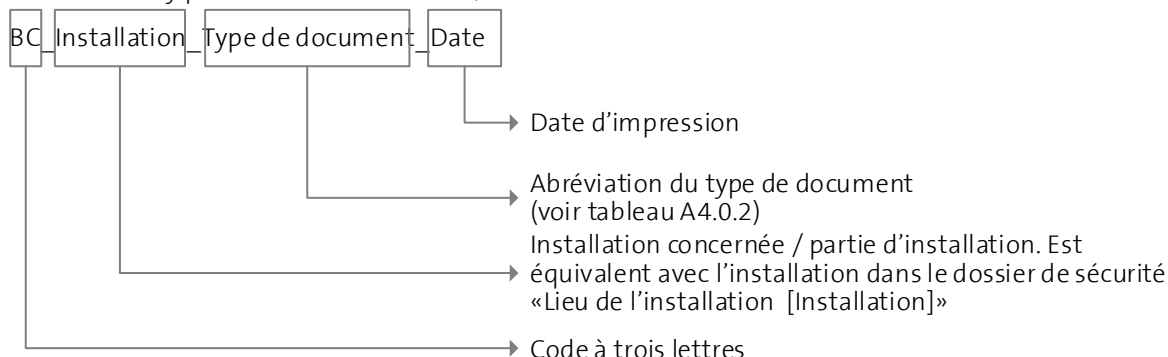 BC_Installation_Type de document_Date
Date d’impression
Abréviation du type de document
(voir tableau A4.0.2)
Installation concernée / partie d’installation. Est
équivalent avec l’installation dans le dossier de sécurité
«Lieu de l’installation [Installation]»
Code à trois lettres